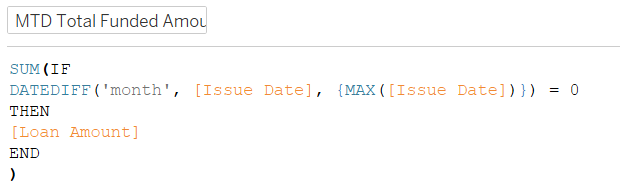 MTD Total Funded Amou
SUM(IF
DATEDIFF('month', [Issue Date], {MAX([Issue Date])}) = 0
THEN
[Loan Amount]
END
)